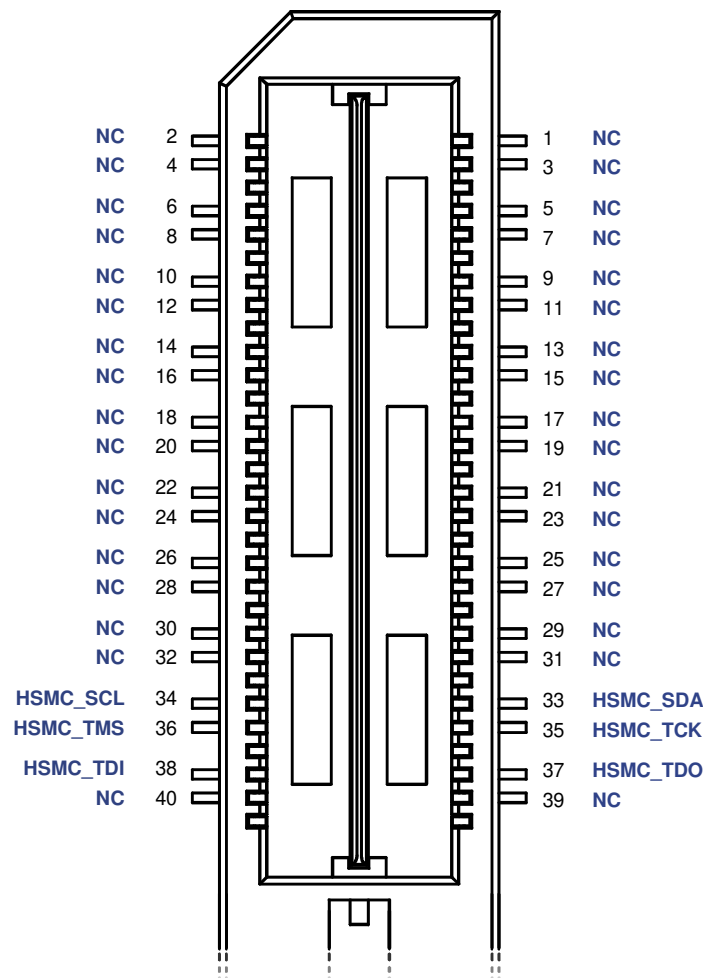 NC 2 1 NC
NC 4 3 NC
NC 6 5 NC
NC 8 7 NC
NC 10 9 NC
NC 12 11 NC
NC 14 13 NC
NC 16 15 NC
NC 18 17 NC
NC 20 19 NC
NC 22 21 NC
NC 24 23 NC
NC 26 25 NC
NC 28 27 NC
NC 30 29 NC
NC 32 31 NC
HSMC_SCL 34 33 HSMC_SDA
HSMC_TMS 36 35 HSMC_TCK
HSMC_TDI 38 37 HSMC_TDO
NC 40 39 NC